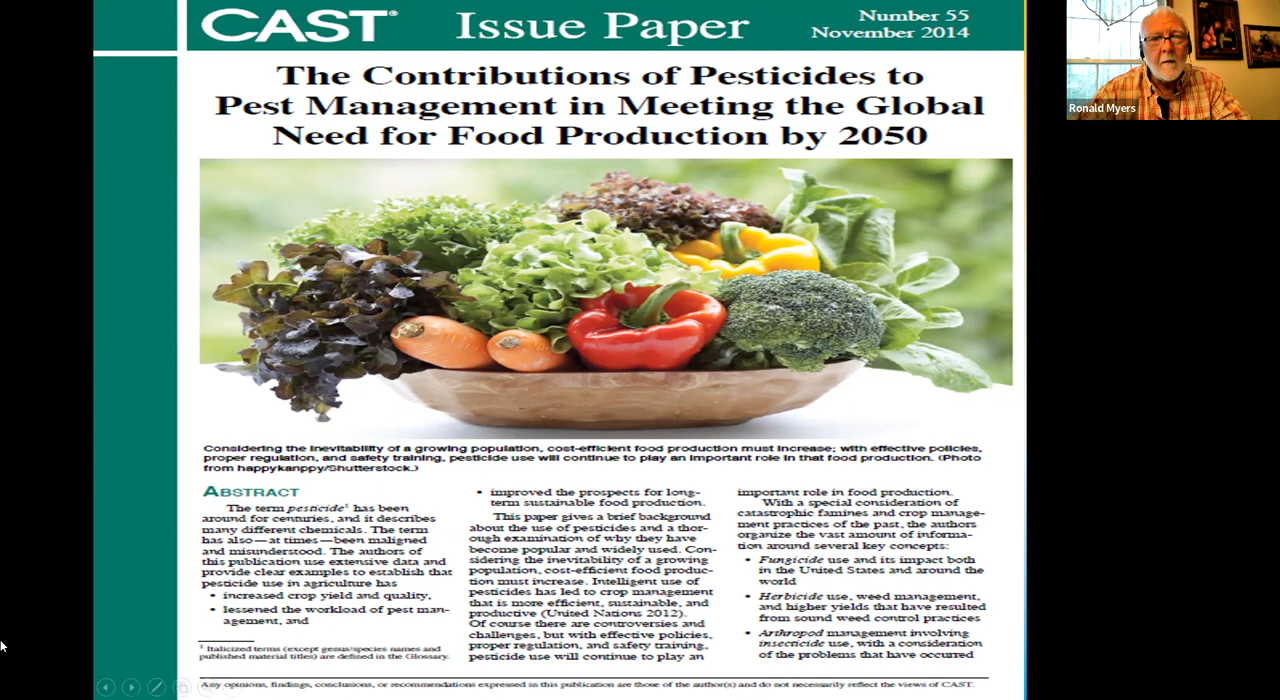 CAST®
Issue Paper
Number 55
November 2014
Ronald Myers
The Contributions of Pesticides to
Pest Management in Meeting the Global
Need for Food Production by 2050
Considering the inevitability of a growing population, cost-efficient food production must increase; with effective policies,
proper regulation, and safety training, pesticide use will continue to play an important role in that food production. (Photo
from happykanppy/Shutterstock.)
ABSTRACT
The term pesticide¹ has been
around for centuries, and it describes
many different chemicals. The term
has also—at times—been maligned
and misunderstood. The authors of
this publication use extensive data and
provide clear examples to establish that
pesticide use in agriculture has
• increased crop yield and quality,
• lessened the workload of pest man-
agement, and
¹ Italicized terms (except genus/species names and
published material titles) are defined in the Glossary.
• improved the prospects for long-
term sustainable food production.
This paper gives a brief background
about the use of pesticides and a thor-
ough examination of why they have
become popular and widely used. Con-
sidering the inevitability of a growing
population, cost-efficient food produc-
tion must increase. Intelligent use of
pesticides has led to crop management
that is more efficient, sustainable, and
productive (United Nations 2012).
Of course there are controversies and
challenges, but with effective policies,
proper regulation, and safety training,
pesticide use will continue to play an
important role in food production.
With a special consideration of
catastrophic famines and crop manage-
ment practices of the past, the authors
organize the vast amount of informa-
tion around several key concepts:
• Fungicide use and its impact both
in the United States and around the
world
• Herbicide use, weed management,
and higher yields that have resulted
from sound weed control practices
• Arthropod management involving
insecticide use, with a consideration
of the problems that have occurred
Any opinions, findings, conclusions, or recommendations expressed in this publication are those of the author(s) and do not necessarily reflect the views of CAST.